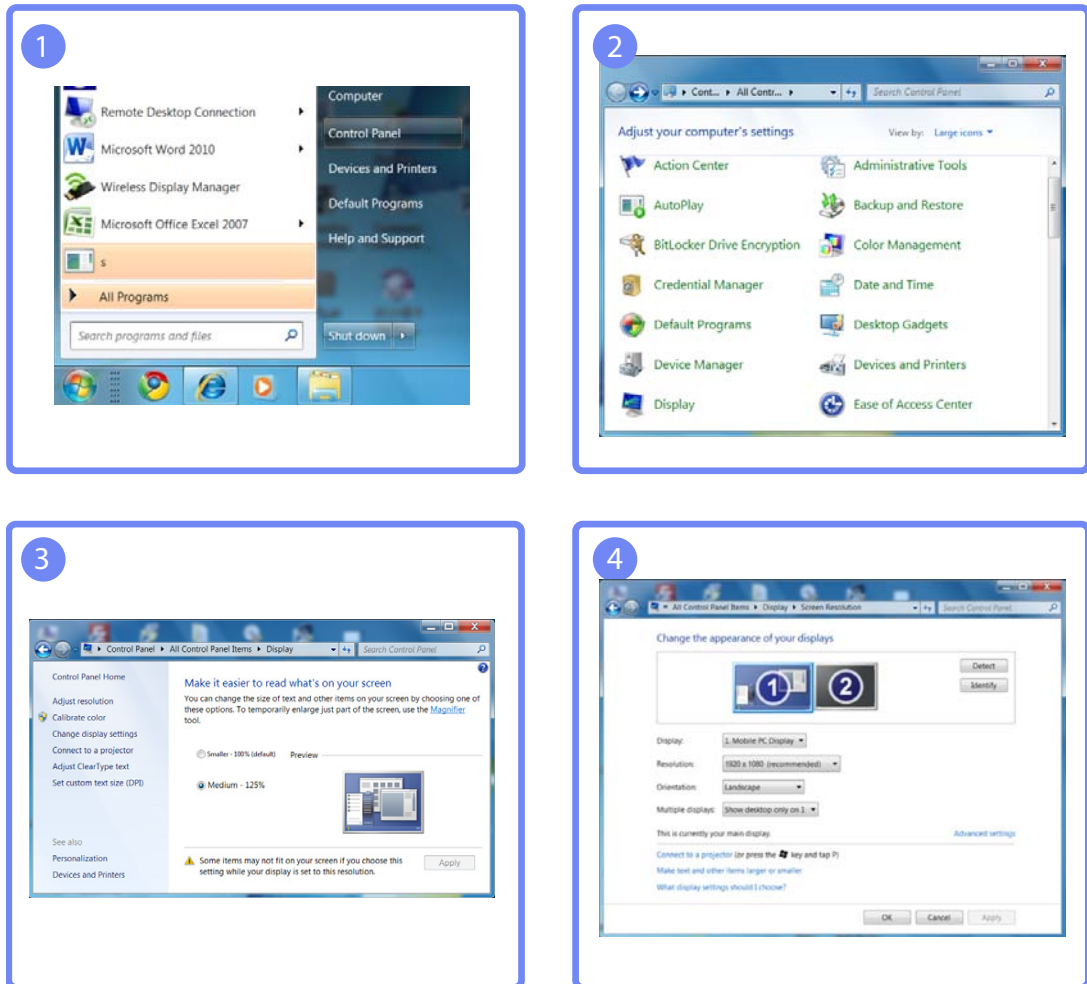 1
Remote Desktop Connection
Microsoft Word 2010
Wireless Display Manager
Microsoft Office Excel 2007
s
All Programs
Search programs and files
Computer
Control Panel
Devices and Printers
Default Programs
Help and Support
Shut down
2
Cont... All Contr...
Search Control Panel
Adjust your computer's settings
View by: Large icons
Action Center
Administrative Tools
AutoPlay
Backup and Restore
BitLocker Drive Encryption
Color Management
Credential Manager
Date and Time
Default Programs
Desktop Gadgets
Device Manager
Devices and Printers
Display
Ease of Access Center
3
Control Panel All Control Panel Items Display
Search Control Panel
Control Panel Home
Adjust resolution
Calibrate color
Change display settings
Connect to a projector
Adjust ClearType text
Set custom text size (DPI)
See also
Personalization
Devices and Printers
Make it easier to read what's on your screen
You can change the size of text and other items on your screen by choosing one of
these options. To temporarily enlarge just part of the screen, use the Magnifier
tool.
Smaller - 100% (default) Preview
Medium - 125%
Some items may not fit on your screen if you choose this
setting while your display is set to this resolution.
Apply
4
All Control Panel Items Display Screen Resolution
Search Control Panel
Change the appearance of your displays
1 2
Detect
Identify
Display: 1. Mobile PC Display
Resolution: 1920 x 1080 (recommended)
Orientation: Landscape
Multiple displays: Show desktop only on 1
This is currently your main display.
Advanced settings
Connect to a projector (or press the key and tap P)
Make text and other items larger or smaller
What display settings should I choose?
OK Cancel Apply